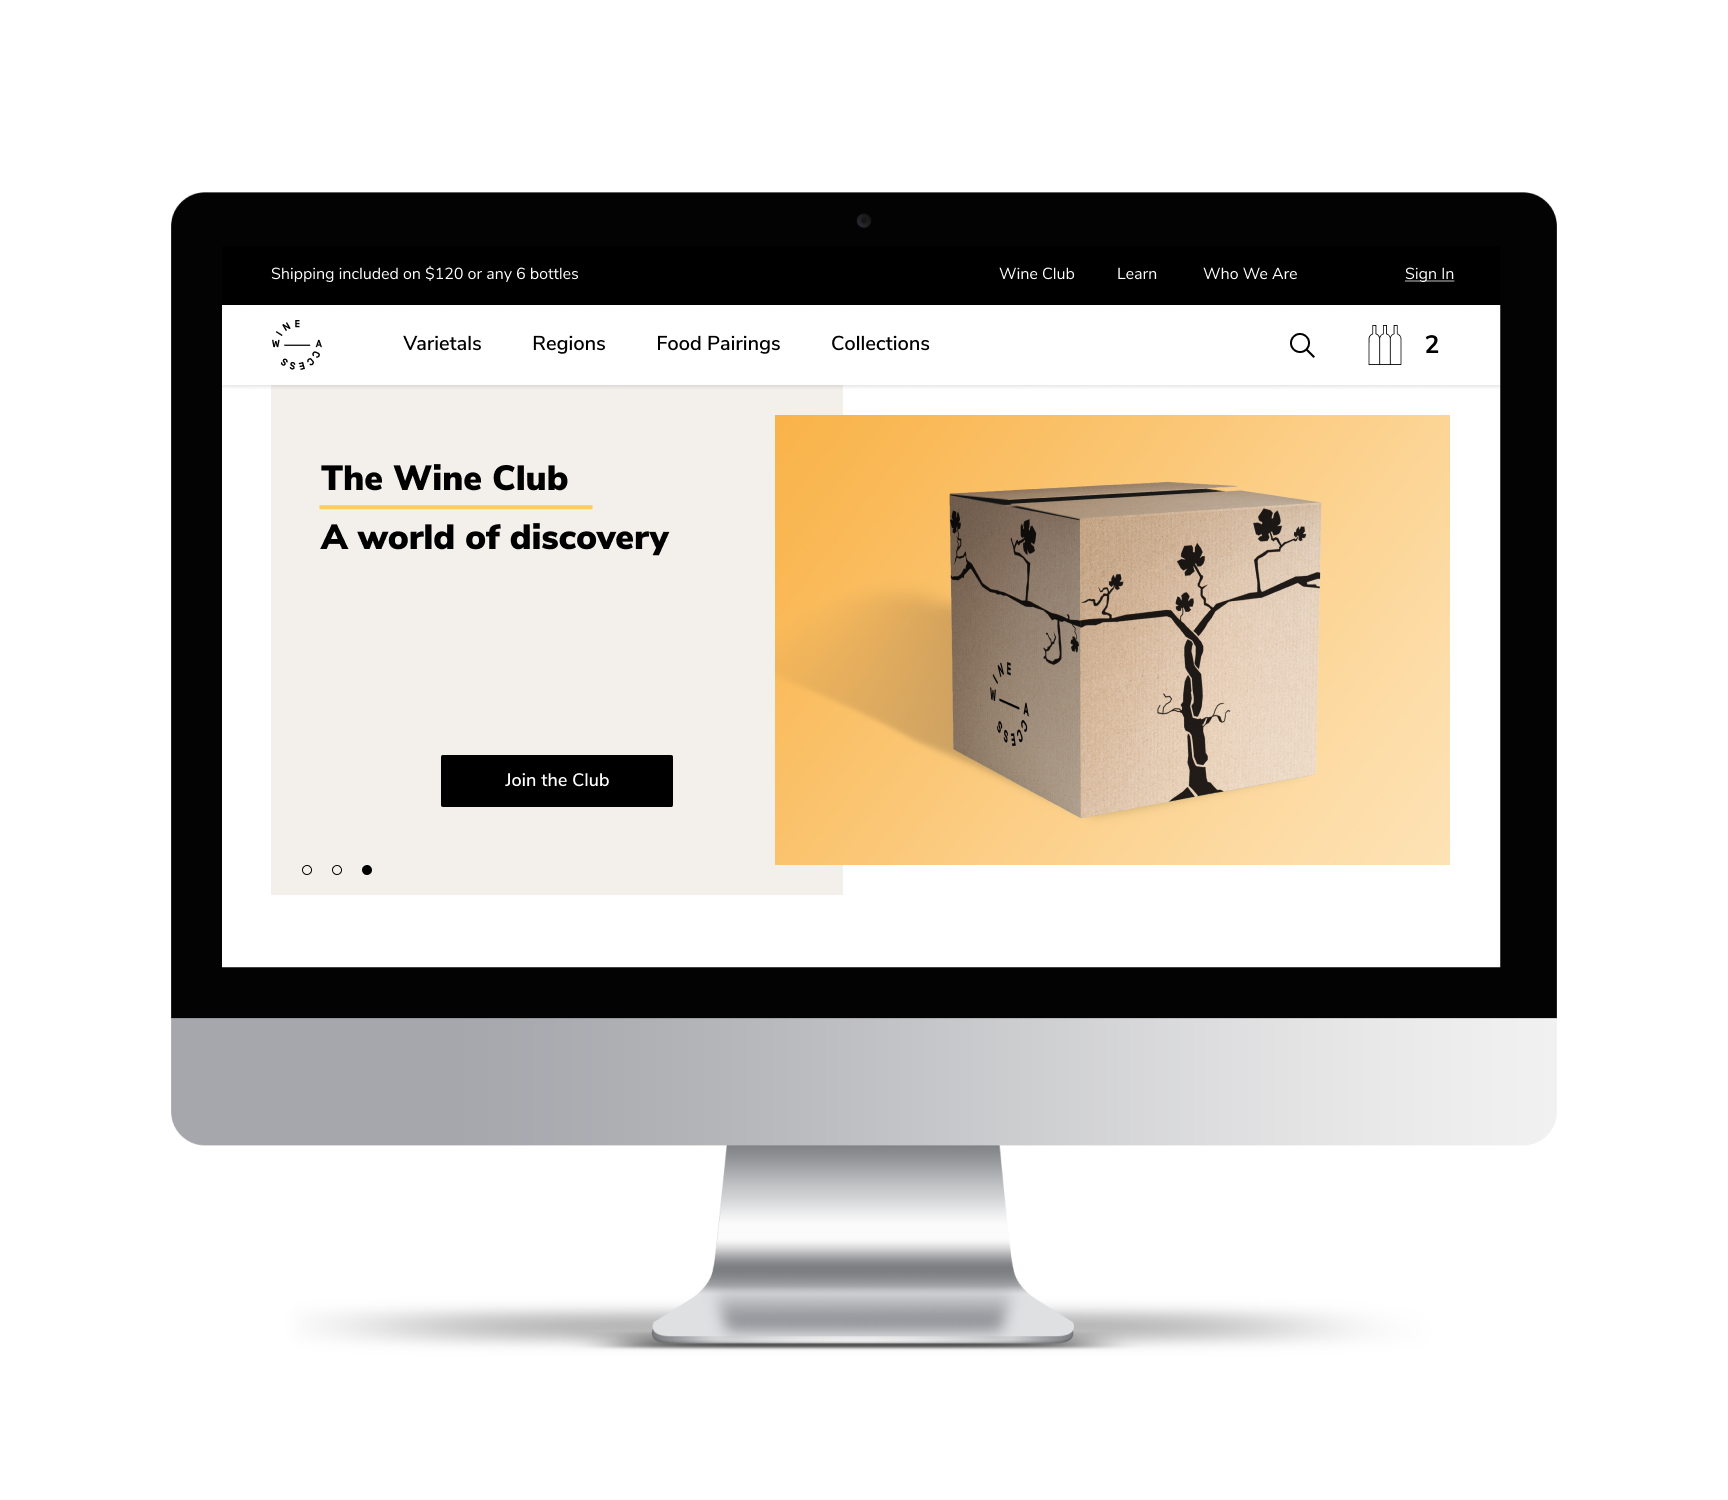 Shipping included on $120 or any 6 bottles
Wine Club
Learn
Who We Are
Sign In
WINE ACCESS
Varietals
Regions
Food Pairings
Collections
2
The Wine Club
A world of discovery
Join the Club
WINE ACCESS